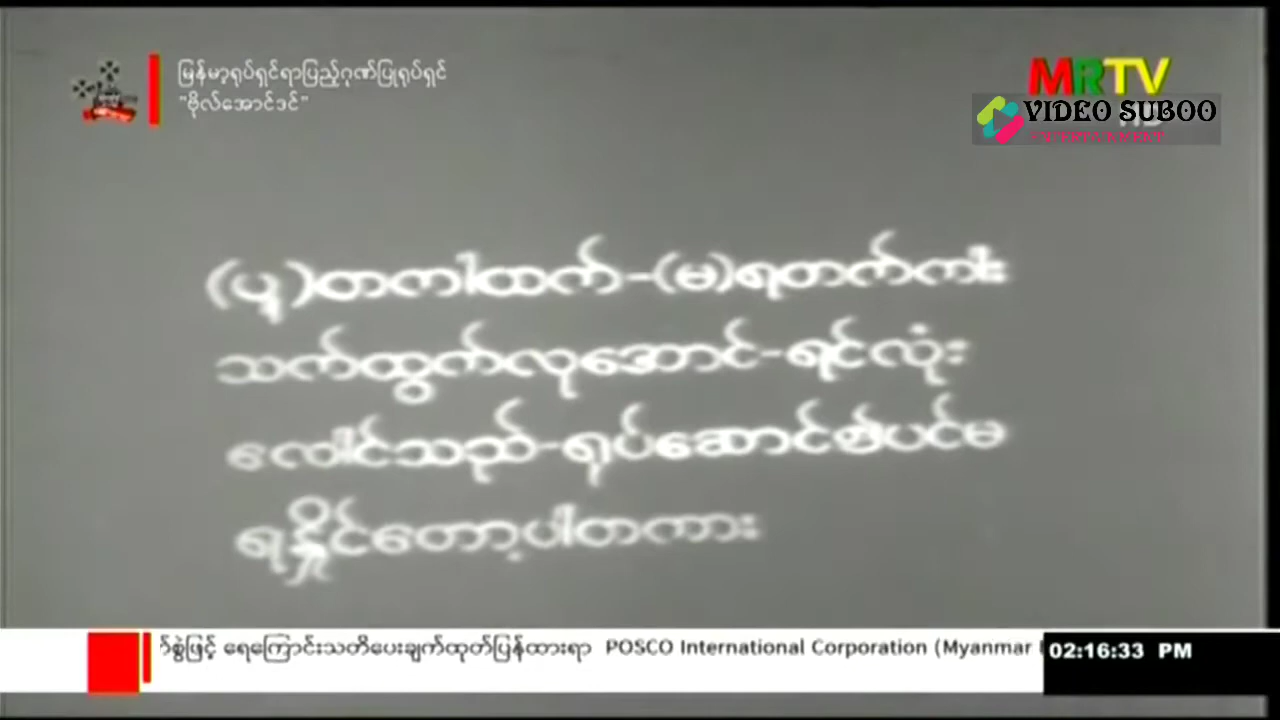 မြန်မာ့ရုပ်ရှင်ရာပြည့်ဂုဏ်ပြုရုပ်ရှင်
"ဗိုလ်အောင်ဒင်"
MRTV
VIDEO SUBOO
ENTERTAINMENT
(ပျ)တကါထက်-(မ)ရတက်ကါး
သက်ထွက်လုအောင်-ရင်လုံး
လေါင်သည်-ရုပ်ဆောင်၏ပင်မ
ရနှိုင်တော့ပါတကား
က်စွဲဖြင့် ရေကြောင်းသတိပေးချက်ထုတ်ပြန်ထားရာ POSCO International Corporation (Myanmar
02:16:33 PM